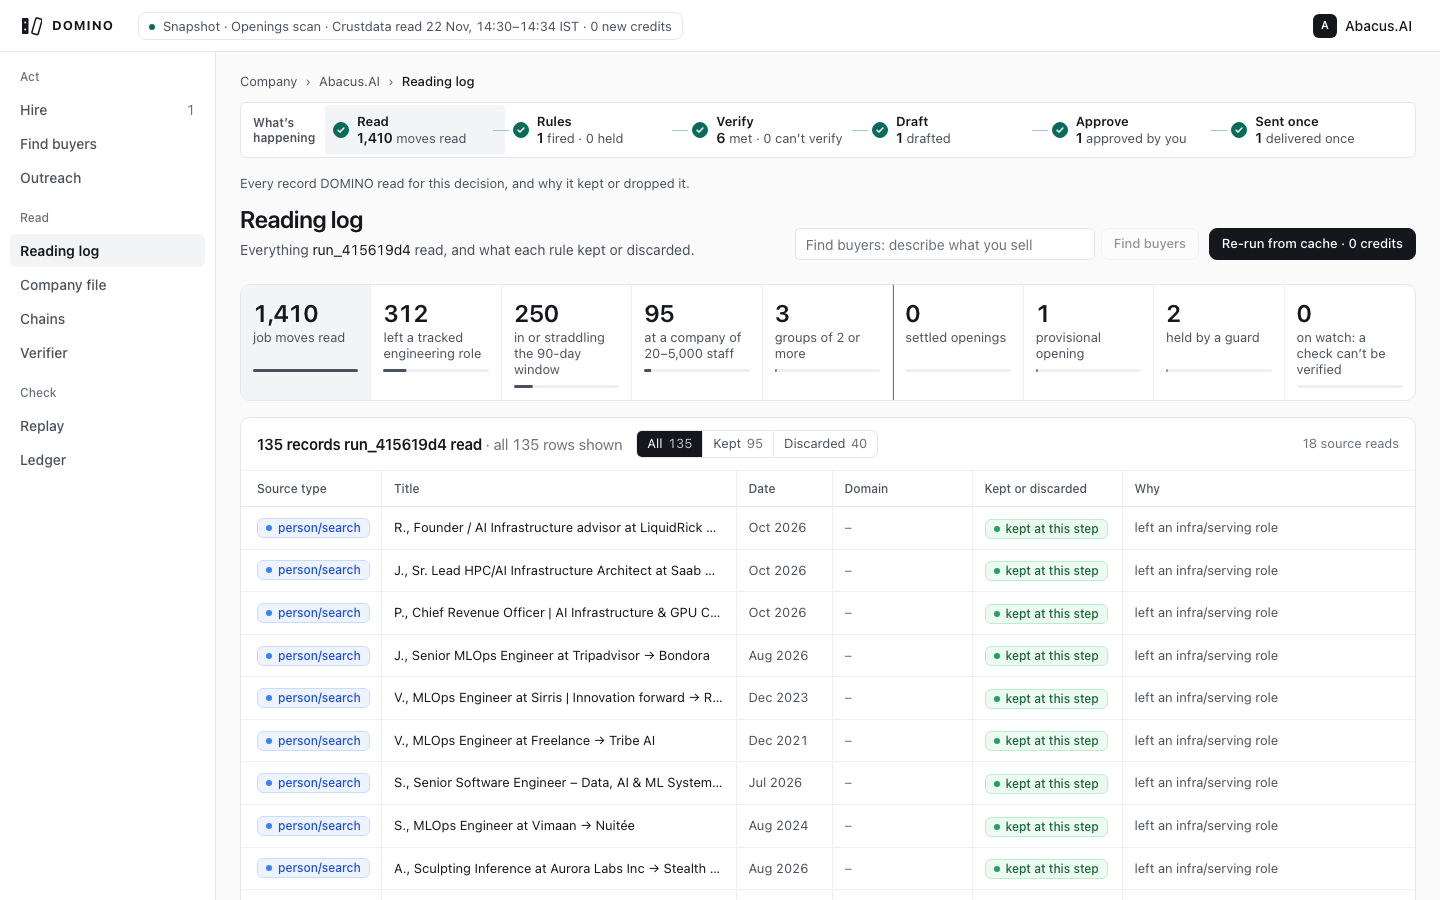 DOMINO
Snapshot · Openings scan · Crustdata read 22 Nov, 14:30–14:34 IST · 0 new credits
A
Abacus.AI
Act
Hire 1
Find buyers
Outreach
Read
Reading log
Company file
Chains
Verifier
Check
Replay
Ledger
Company › Abacus.AI › Reading log
What's
happening
Read
1,410 moves read
Rules
1 fired · 0 held
Verify
6 met · 0 can't verify
Draft
1 drafted
Approve
1 approved by you
Sent once
1 delivered once
Every record DOMINO read for this decision, and why it kept or dropped it.
Reading log
Everything run_415619d4 read, and what each rule kept or discarded.
Find buyers: describe what you sell
Find buyers
Re-run from cache · 0 credits
1,410
job moves read
312
left a tracked
engineering role
250
in or straddling
the 90-day
window
95
at a company of
20–5,000 staff
3
groups of 2 or
more
0
settled openings
1
provisional
opening
2
held by a guard
0
on watch: a
check can't be
verified
135 records run_415619d4 read · all 135 rows shown
All 135
Kept 95
Discarded 40
18 source reads
Source type Title Date Domain Kept or discarded Why
person/search R., Founder / AI Infrastructure advisor at LiquidRick ... Oct 2026 – kept at this step left an infra/serving role
person/search J., Sr. Lead HPC/AI Infrastructure Architect at Saab ... Oct 2026 – kept at this step left an infra/serving role
person/search P., Chief Revenue Officer | AI Infrastructure & GPU C... Oct 2026 – kept at this step left an infra/serving role
person/search J., Senior MLOps Engineer at Tripadvisor → Bondora Aug 2026 – kept at this step left an infra/serving role
person/search V., MLOps Engineer at Sirris | Innovation forward → R... Dec 2023 – kept at this step left an infra/serving role
person/search V., MLOps Engineer at Freelance → Tribe AI Dec 2021 – kept at this step left an infra/serving role
person/search S., Senior Software Engineer – Data, AI & ML System... Jul 2026 – kept at this step left an infra/serving role
person/search S., MLOps Engineer at Vimaan → Nuitée Aug 2024 – kept at this step left an infra/serving role
person/search A., Sculpting Inference at Aurora Labs Inc → Stealth ... Aug 2026 – kept at this step left an infra/serving role